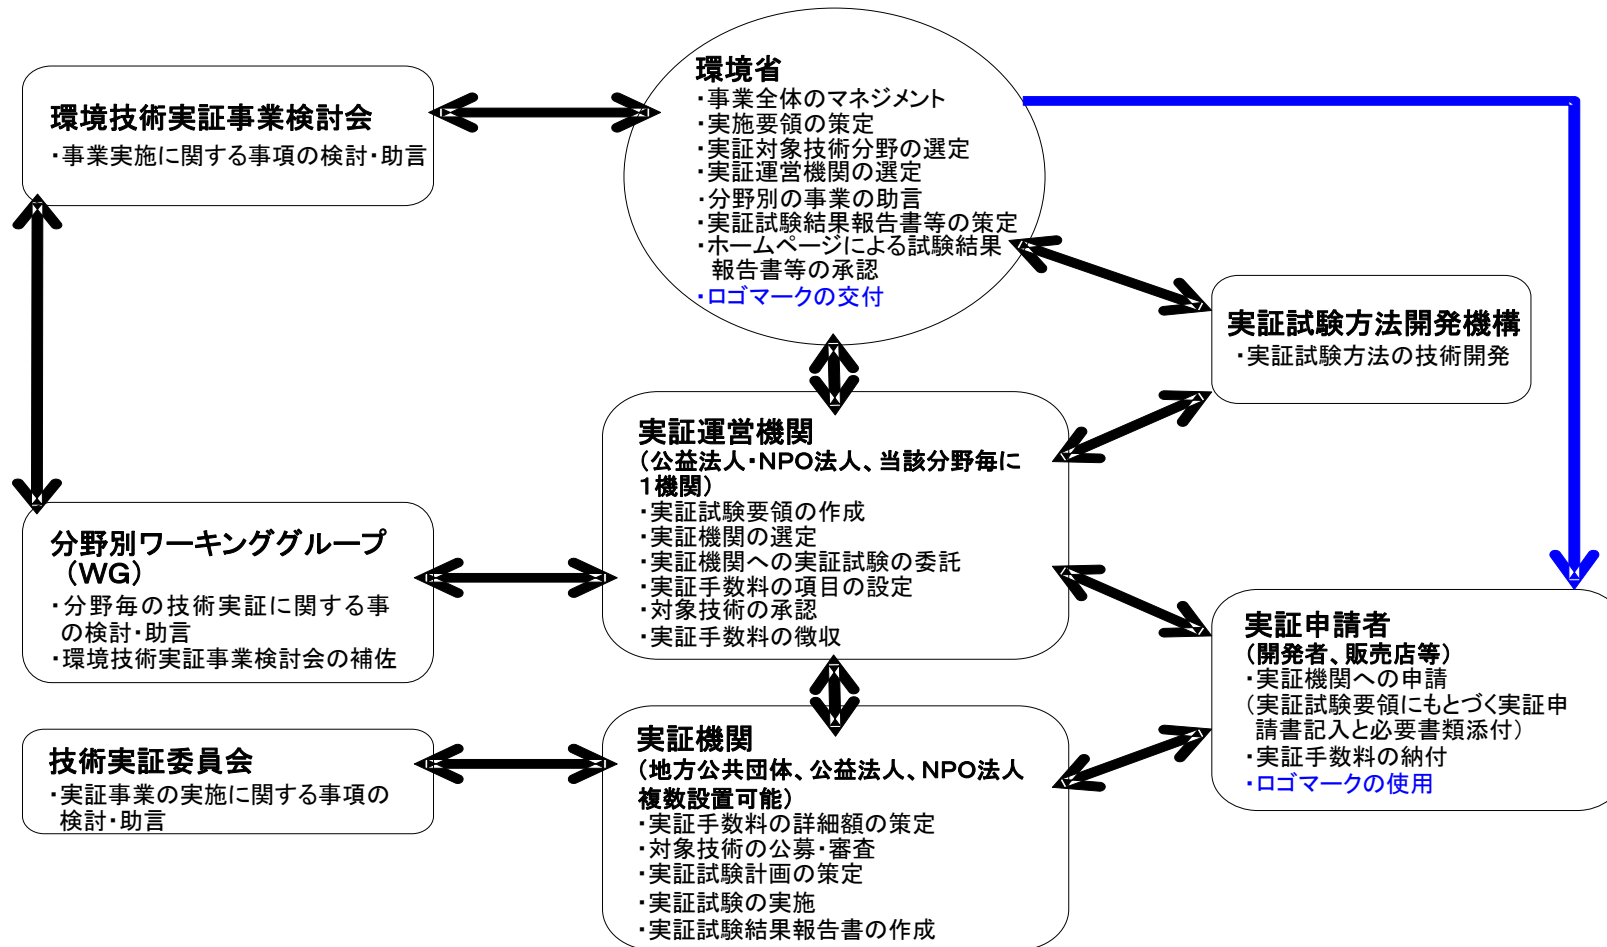 環境省
・事業全体のマネジメント
・実施要領の策定
・実証対象技術分野の選定
・実証運営機関の選定
・分野別の事業の助言
・実証試験結果報告書等の策定
・ホームページによる試験結果
報告書等の承認
・ロゴマークの交付
環境技術実証事業検討会
・事業実施に関する事項の検討・助言
実証試験方法開発機構
・実証試験方法の技術開発
実証運営機関
(公益法人・NPO法人、当該分野毎に
1機関)
・実証試験要領の作成
・実証機関の選定
・実証機関への実証試験の委託
・実証手数料の項目の設定
・対象技術の承認
・実証手数料の徴収
分野別ワーキンググループ
(WG)
・分野毎の技術実証に関する事
の検討・助言
・環境技術実証事業検討会の補佐
実証申請者
(開発者、販売店等)
・実証機関への申請
(実証試験要領にもとづく実証申
請書記入と必要書類添付)
・実証手数料の納付
・ロゴマークの使用
技術実証委員会
・実証事業の実施に関する事項の
検討・助言
実証機関
(地方公共団体、公益法人、NPO法人
複数設置可能)
・実証手数料の詳細額の策定
・対象技術の公募・審査
・実証試験計画の策定
・実証試験の実施
・実証試験結果報告書の作成